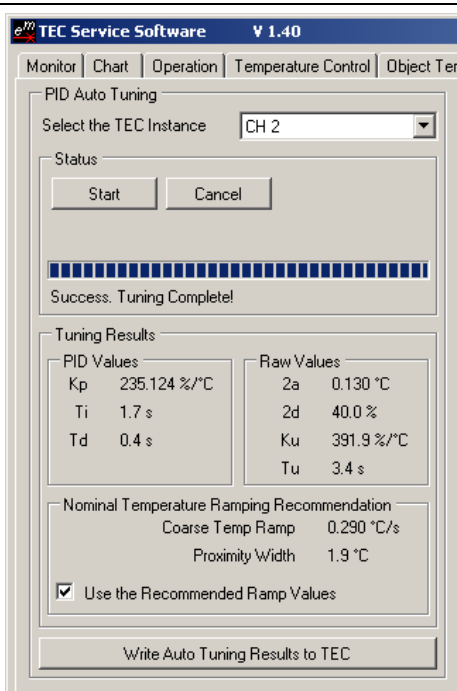 em TEC Service Software V 1.40
Monitor Chart Operation Temperature Control Object Ter
PID Auto Tuning
Select the TEC Instance CH 2
Status
Start Cancel
Success. Tuning Complete!
Tuning Results
PID Values Raw Values
Kp 235.124 %/°C 2a 0.130 °C
Ti 1.7 s 2d 40.0 %
Td 0.4 s Ku 391.9 %/°C
Tu 3.4 s
Nominal Temperature Ramping Recommendation
Coarse Temp Ramp 0.290 °C/s
Proximity Width 1.9 °C
Use the Recommended Ramp Values
Write Auto Tuning Results to TEC